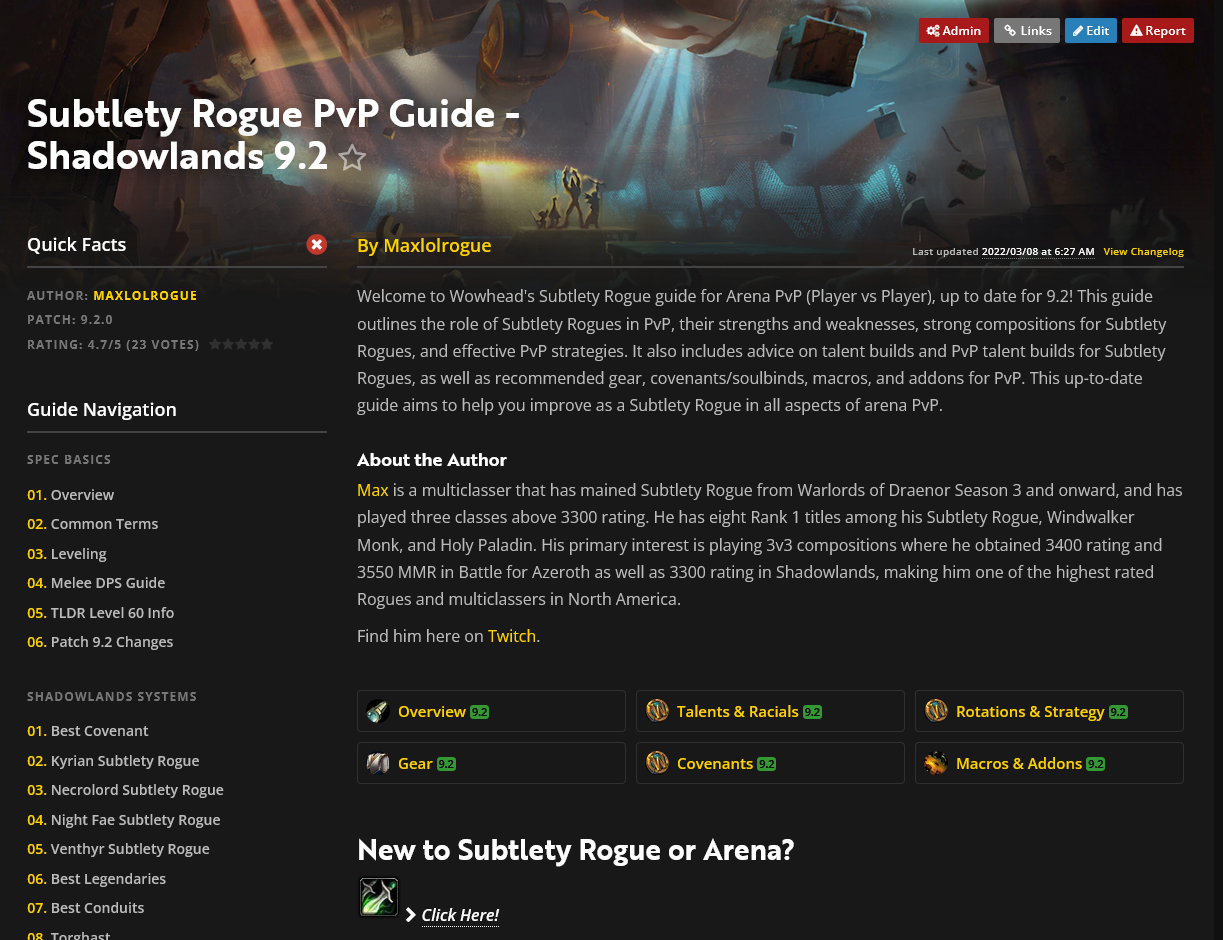 Admin
Links
Edit
Report
Subtlety Rogue PvP Guide -
Shadowlands 9.2
Quick Facts
AUTHOR: MAXLOLROGUE
PATCH: 9.2.0
RATING: 4.7/5 (23 VOTES)
Guide Navigation
SPEC BASICS
01. Overview
02. Common Terms
03. Leveling
04. Melee DPS Guide
05. TLDR Level 60 Info
06. Patch 9.2 Changes
SHADOWLANDS SYSTEMS
01. Best Covenant
02. Kyrian Subtlety Rogue
03. Necrolord Subtlety Rogue
04. Night Fae Subtlety Rogue
05. Venthyr Subtlety Rogue
06. Best Legendaries
07. Best Conduits
08. Torghast
By Maxlolrogue
Last updated 2022/03/08 at 6:27 AM View Changelog
Welcome to Wowhead's Subtlety Rogue guide for Arena PvP (Player vs Player), up to date for 9.2! This guide
outlines the role of Subtlety Rogues in PvP, their strengths and weaknesses, strong compositions for Subtlety
Rogues, and effective PvP strategies. It also includes advice on talent builds and PvP talent builds for Subtlety
Rogues, as well as recommended gear, covenants/soulbinds, macros, and addons for PvP. This up-to-date
guide aims to help you improve as a Subtlety Rogue in all aspects of arena PvP.
About the Author
Max is a multiclasser that has mained Subtlety Rogue from Warlords of Draenor Season 3 and onward, and has
played three classes above 3300 rating. He has eight Rank 1 titles among his Subtlety Rogue, Windwalker
Monk, and Holy Paladin. His primary interest is playing 3v3 compositions where he obtained 3400 rating and
3550 MMR in Battle for Azeroth as well as 3300 rating in Shadowlands, making him one of the highest rated
Rogues and multiclassers in North America.
Find him here on Twitch.
Overview 9.2
Talents & Racials 9.2
Rotations & Strategy 9.2
Gear 9.2
Covenants 9.2
Macros & Addons 9.2
New to Subtlety Rogue or Arena?
Click Here!